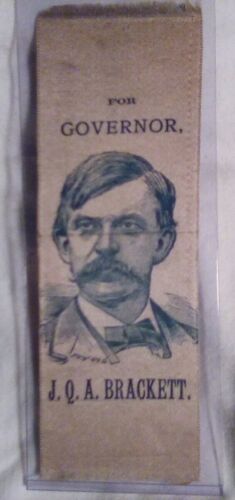 FOR
GOVERNOR,
J. Q. A. BRACKETT.